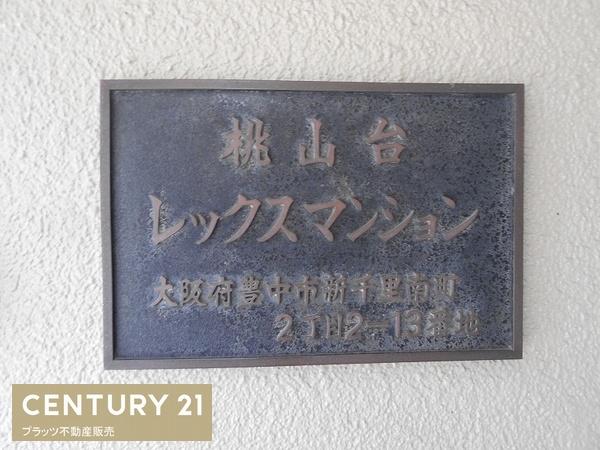 桃山台
レックスマンション
大阪府豊中市新千里南町
2丁目2-13番地
CENTURY 21
プラッツ不動産販売